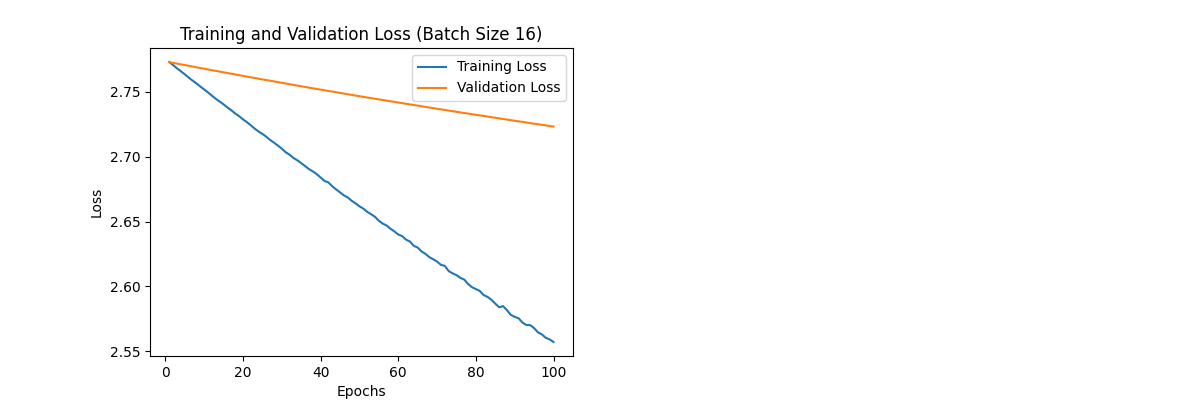 Training and Validation Loss (Batch Size 16)
Training Loss
Validation Loss
2.75
2.70
2.65
2.60
2.55
Loss
0 20 40 60 80 100
Epochs